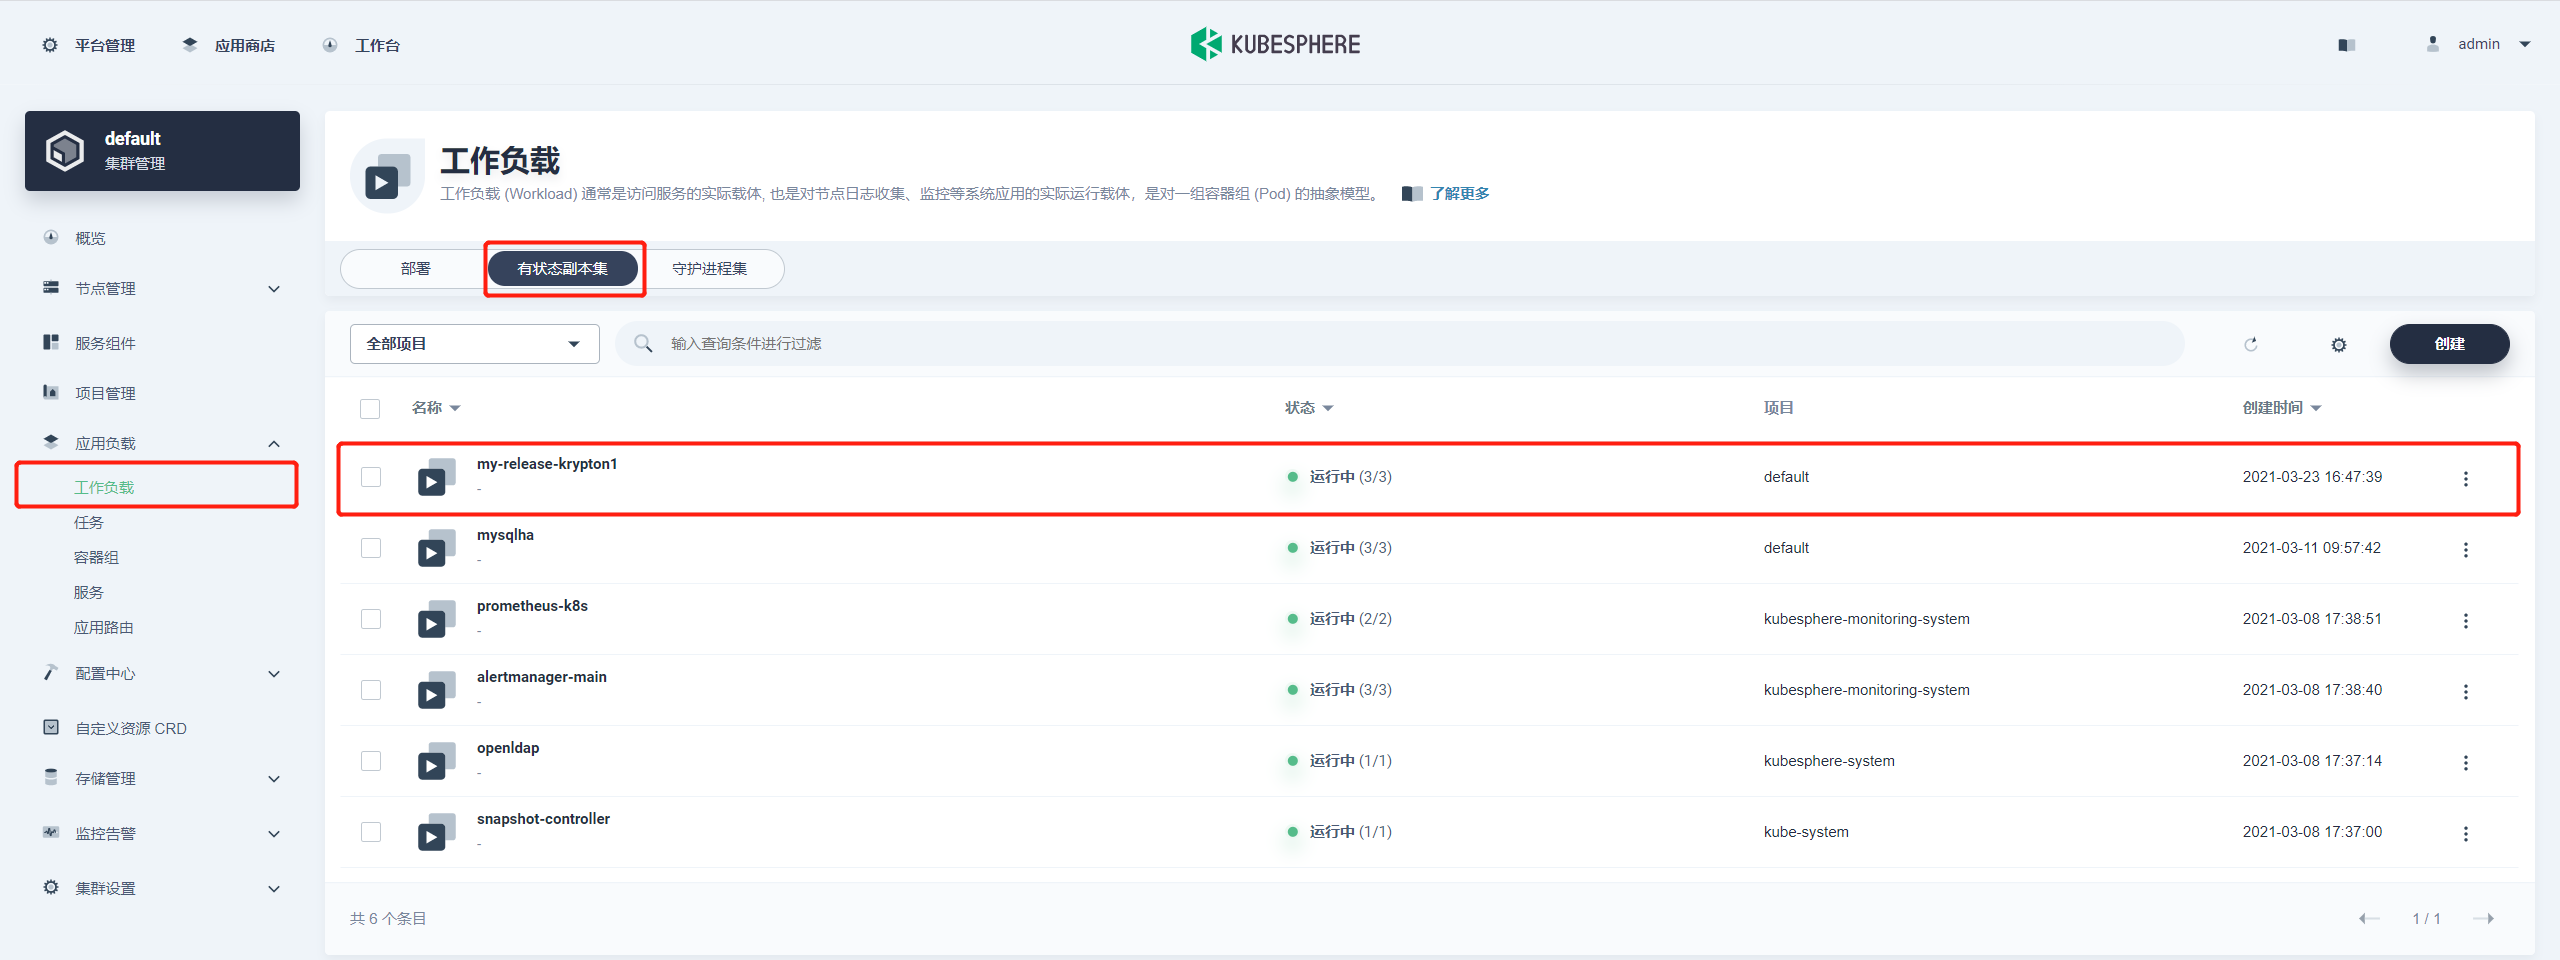 平台管理 应用商店 工作台 KUBESPHERE admin
default
集群管理
概览
节点管理
服务组件
项目管理
应用负载
工作负载
任务
容器组
服务
应用路由
配置中心
自定义资源 CRD
存储管理
监控告警
集群设置
工作负载
工作负载 (Workload) 通常是访问服务的实际载体, 也是对节点日志收集、监控等系统应用的实际运行载体，是对一组容器组 (Pod) 的抽象模型。 了解更多
部署 有状态副本集 守护进程集
全部项目 输入查询条件进行过滤 创建
名称 状态 项目 创建时间
my-release-krypton1
-
运行中 (3/3) default 2021-03-23 16:47:39
mysqlha
-
运行中 (3/3) default 2021-03-11 09:57:42
prometheus-k8s
-
运行中 (2/2) kubesphere-monitoring-system 2021-03-08 17:38:51
alertmanager-main
-
运行中 (3/3) kubesphere-monitoring-system 2021-03-08 17:38:40
openldap
-
运行中 (1/1) kubesphere-system 2021-03-08 17:37:14
snapshot-controller
-
运行中 (1/1) kube-system 2021-03-08 17:37:00
共 6 个条目 1 / 1